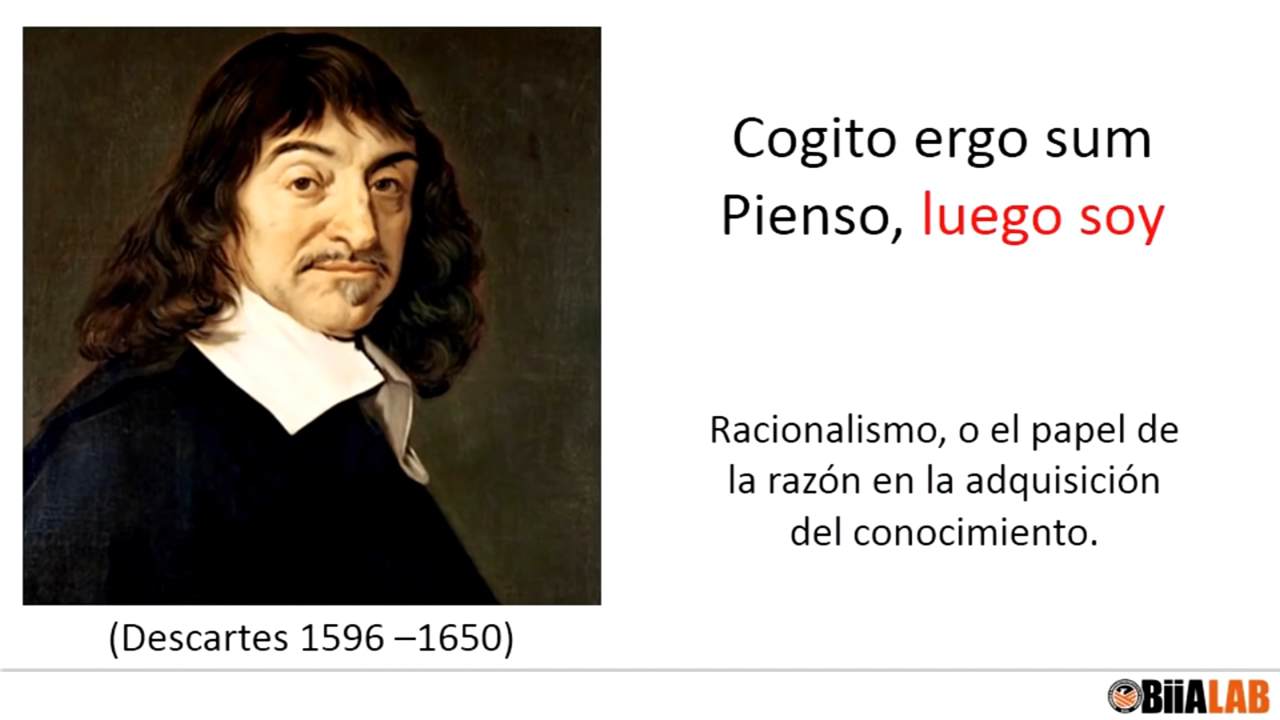 Cogito ergo sum
Pienso, luego soy
Racionalismo, o el papel de
la razón en la adquisición
del conocimiento.
(Descartes 1596 –1650)
BiiALAB